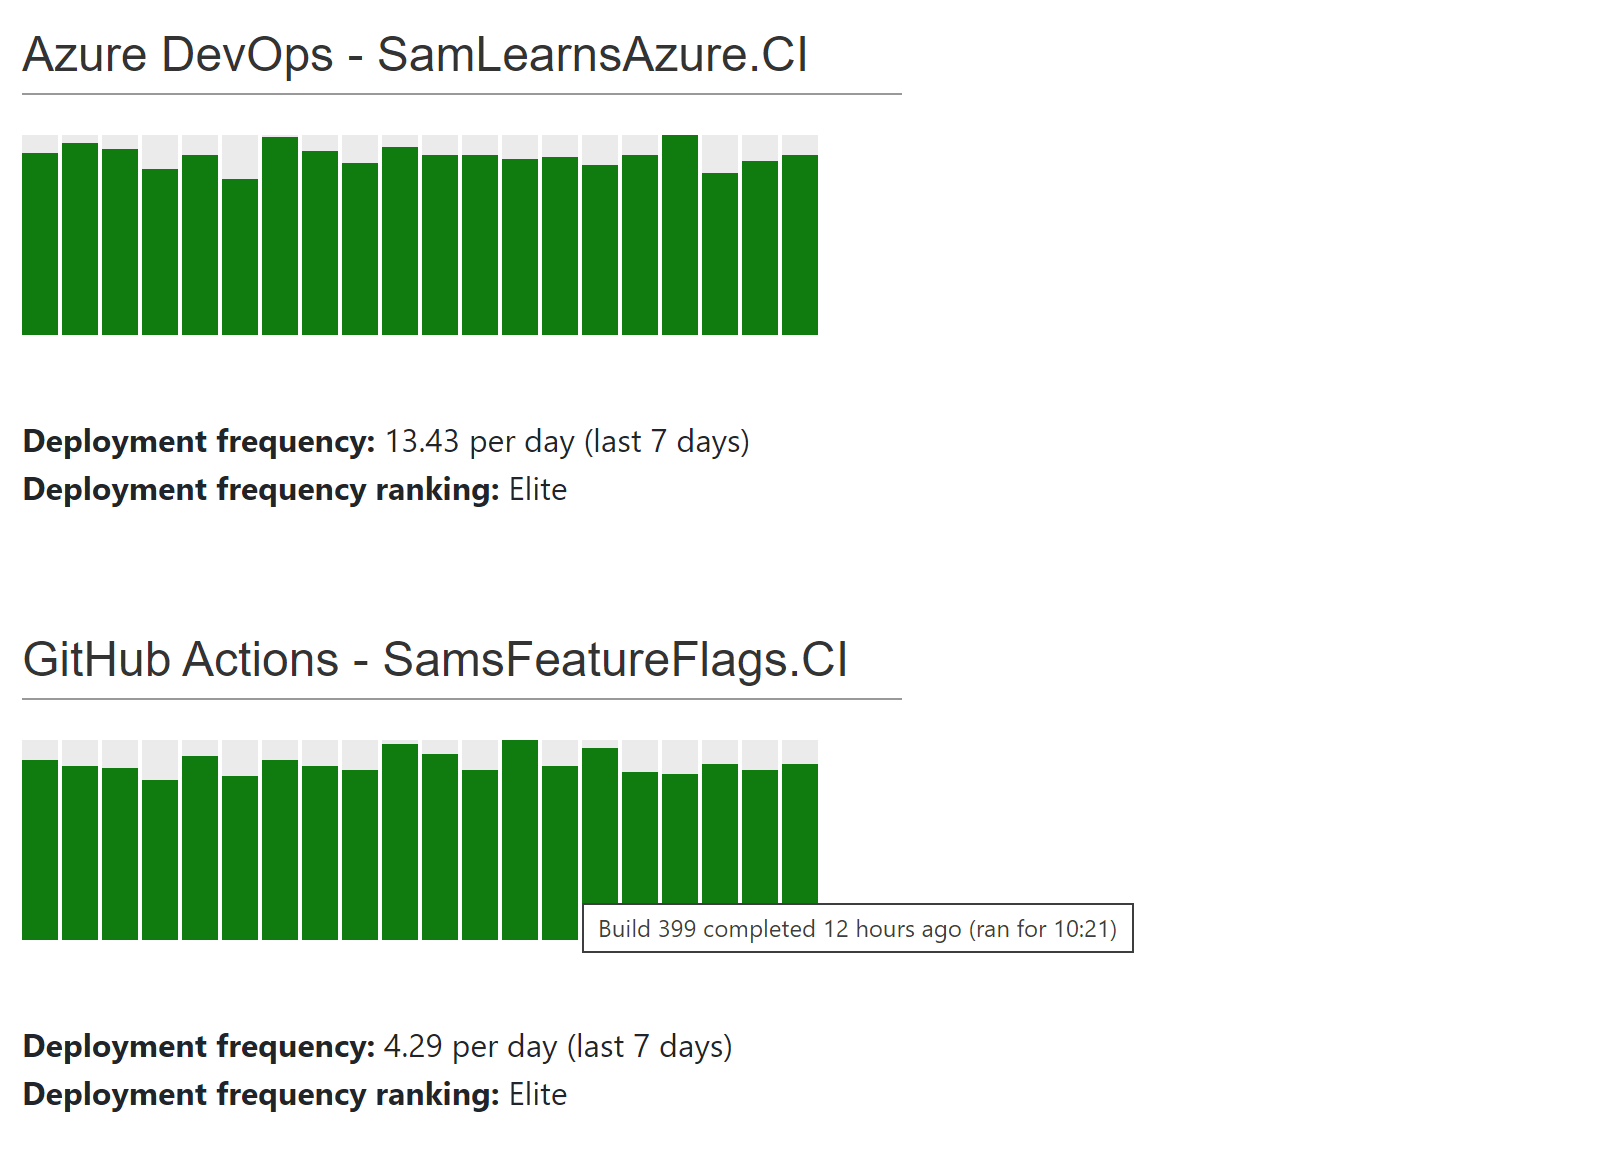 Azure DevOps - SamLearnsAzure.CI
Deployment frequency: 13.43 per day (last 7 days)
Deployment frequency ranking: Elite
GitHub Actions - SamsFeatureFlags.CI
Build 399 completed 12 hours ago (ran for 10:21)
Deployment frequency: 4.29 per day (last 7 days)
Deployment frequency ranking: Elite